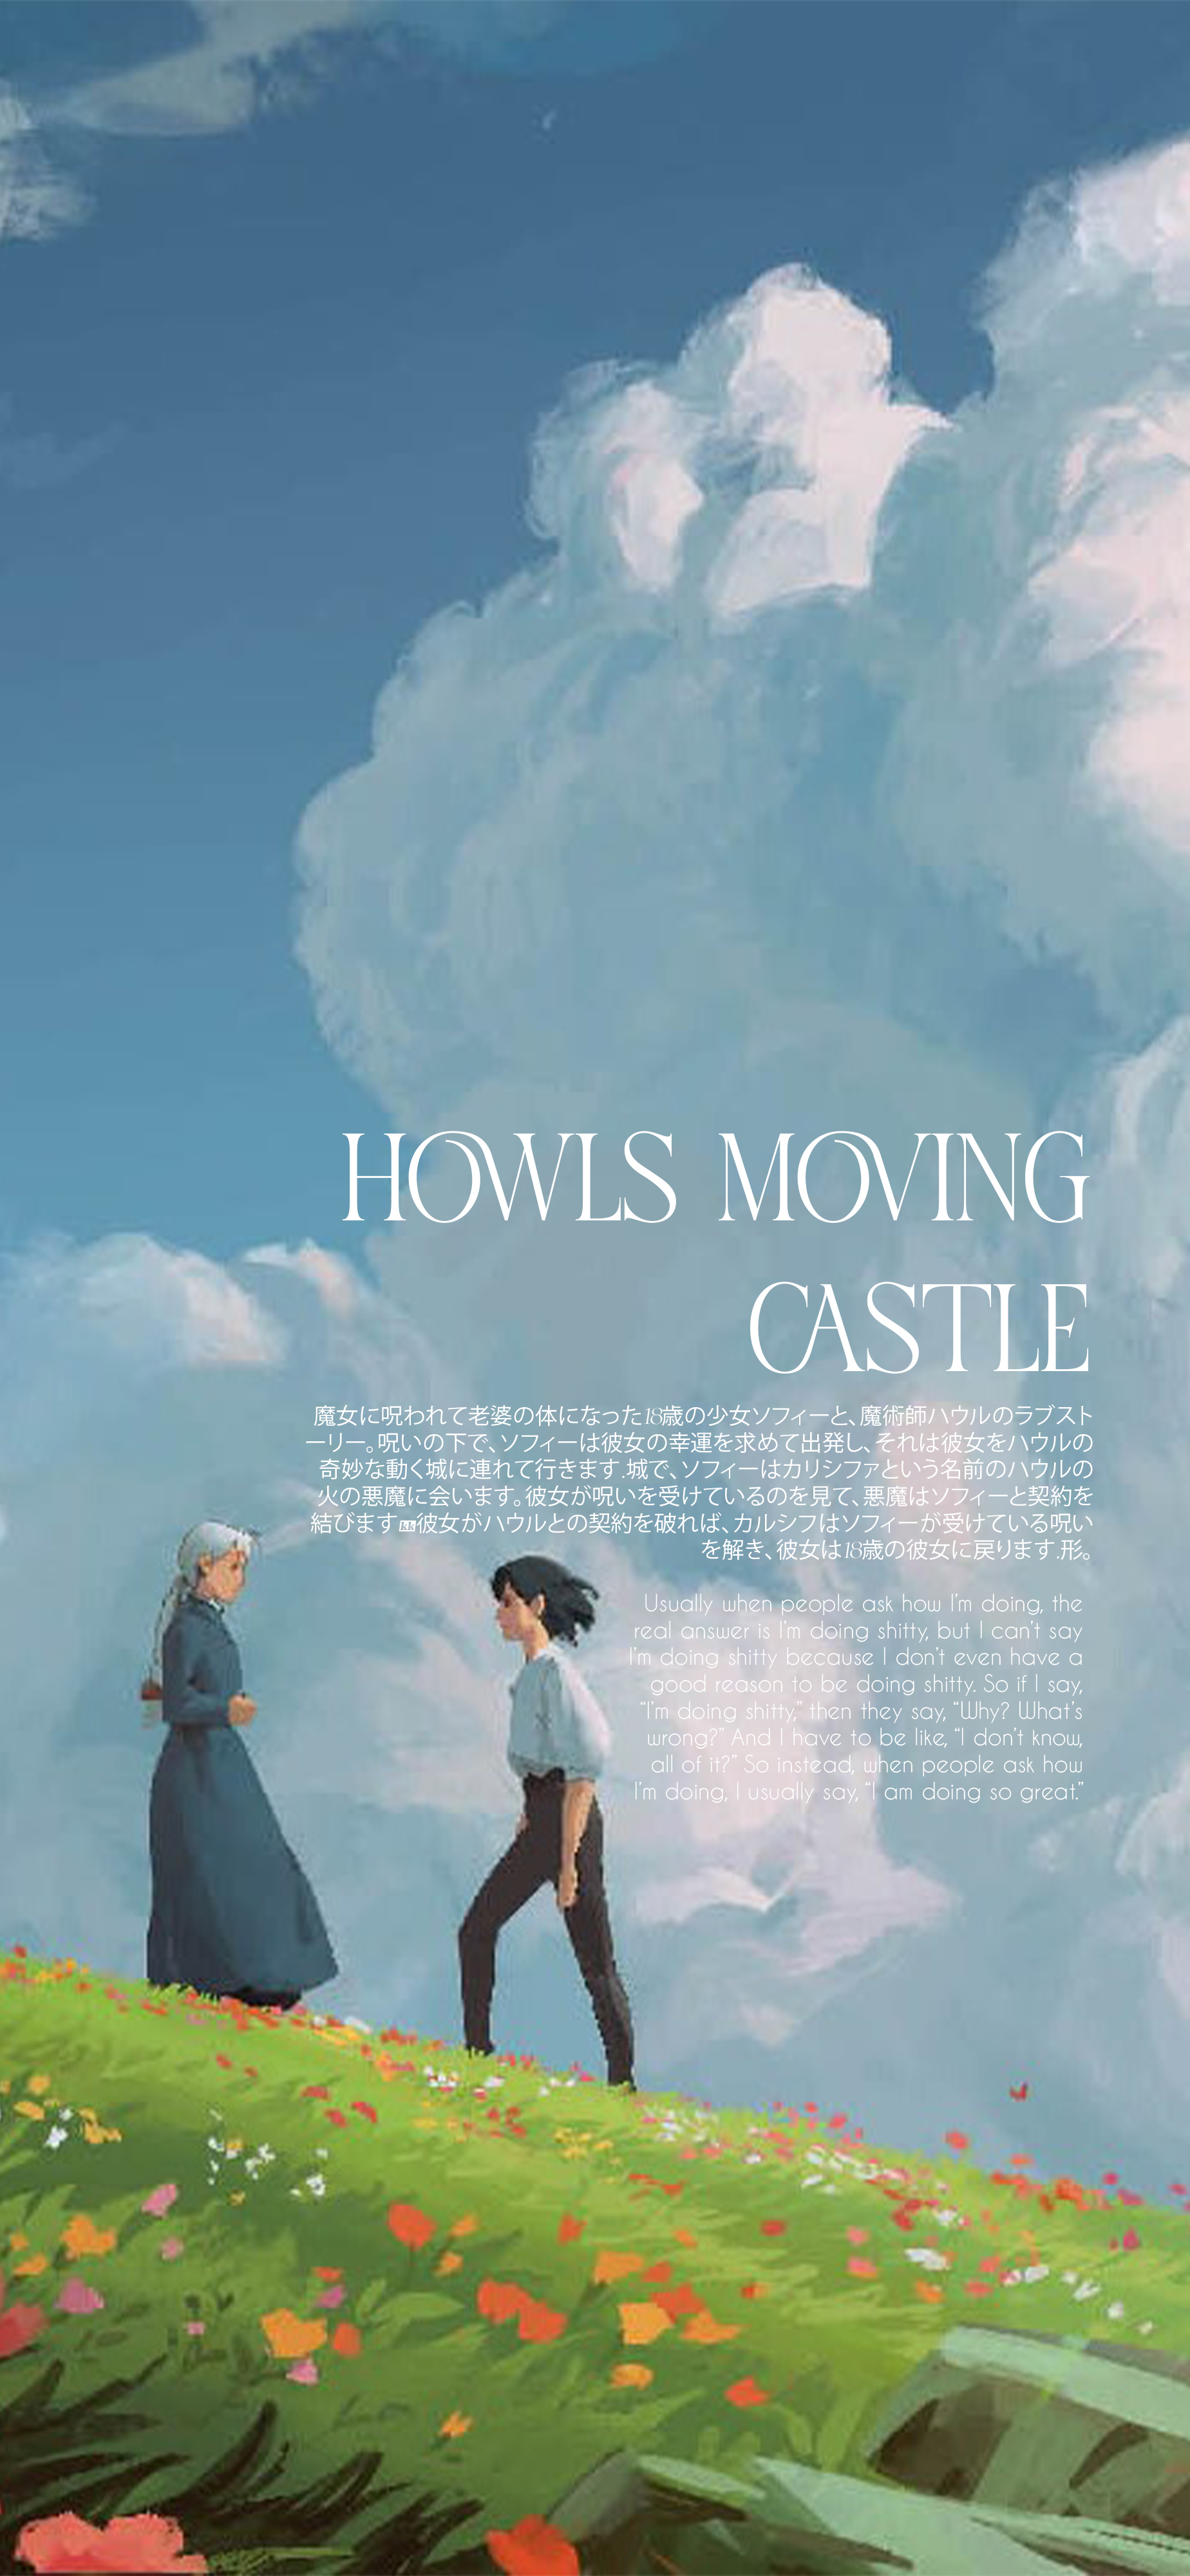 HOWLS MOVING
CASTLE
魔女に呪われて老婆の体になった18歳の少女ソフィーと、魔術師ハウルのラブスト
ーリー。呪いの下で、ソフィーは彼女の幸運を求めて出発し、それは彼女をハウルの
奇妙な動く城に連れて行きます.城で、ソフィーはカリシファという名前のハウルの
火の悪魔に会います。彼女が呪いを受けているのを見て、悪魔はソフィーと契約を
結びます 彼女がハウルとの契約を破れば、カルシフはソフィーが受けている呪い
を解き、彼女は18歳の彼女に戻ります.形。
Usually when people ask how I'm doing, the
real answer is I'm doing shitty, but I can't say
I'm doing shitty because I don't even have a
good reason to be doing shitty. So if I say,
“I'm doing shitty,” then they say, “Why? What's
wrong?” And I have to be like, “I don't know,
all of it?” So instead, when people ask how
I'm doing, I usually say, “I am doing so great.”